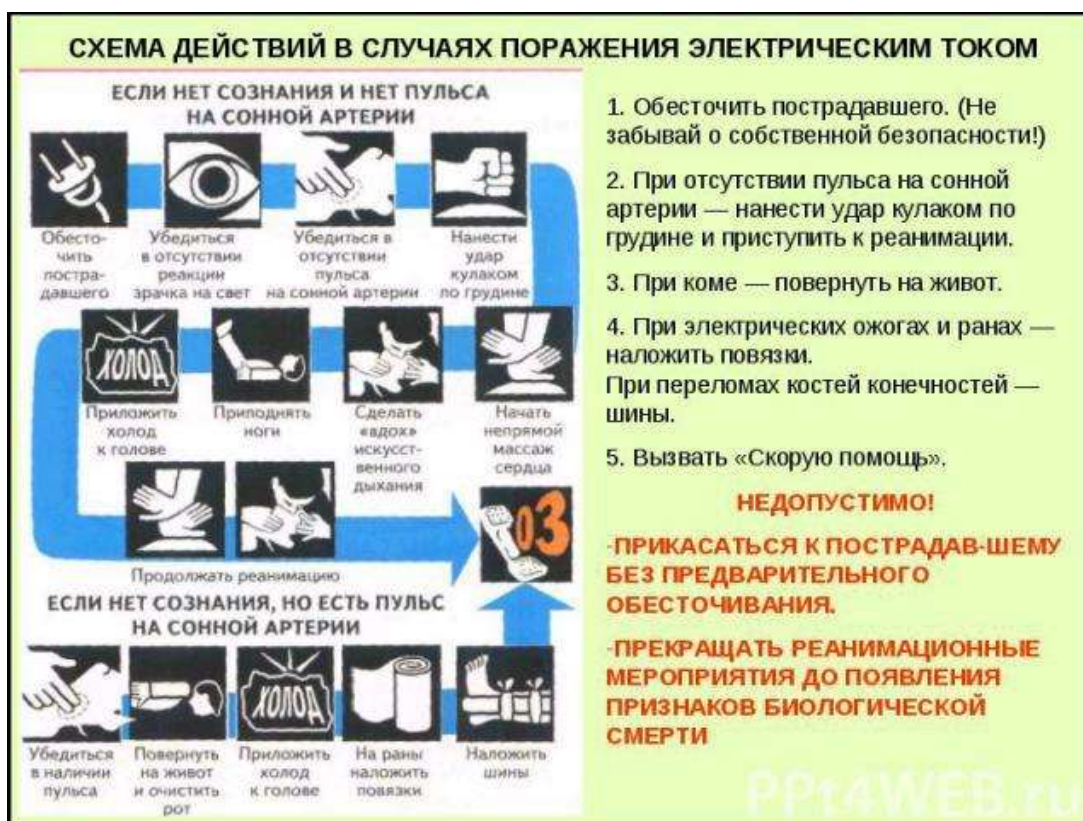 СХЕМА ДЕЙСТВИЙ В СЛУЧАЯХ ПОРАЖЕНИЯ ЭЛЕКТРИЧЕСКИМ ТОКОМ
ЕСЛИ НЕТ СОЗНАНИЯ И НЕТ ПУЛЬСА
НА СОННОЙ АРТЕРИИ
Обесто-
чить
постра-
давшего
Убедиться
в отсутствии
реакции
зрачка на свет
Убедиться в
отсутствии
пульса
на сонной артерии
Нанести
удар
кулаком
по грудине
ХОЛОД
Приложить
холод
к голове
Приподнять
ноги
Сделать
«вдох»
искусст-
венного
дыхания
Начать
непрямой
массаж
сердца
Продолжать реанимацию
03
ЕСЛИ НЕТ СОЗНАНИЯ, НО ЕСТЬ ПУЛЬС
НА СОННОЙ АРТЕРИИ
Убедиться
в наличии
пульса
Повернуть
на живот
и очистить
рот
ХОЛОД
Приложить
холод
к голове
На раны
наложить
повязки
Наложить
шины
1. Обесточить пострадавшего. (Не
забывай о собственной безопасности!)
2. При отсутствии пульса на сонной
артерии — нанести удар кулаком по
грудине и приступить к реанимации.
3. При коме — повернуть на живот.
4. При электрических ожогах и ранах —
наложить повязки.
При переломах костей конечностей —
шины.
5. Вызвать «Скорую помощь».
НЕДОПУСТИМО!
-ПРИКАСАТЬСЯ К ПОСТРАДАВ-ШЕМУ
БЕЗ ПРЕДВАРИТЕЛЬНОГО
ОБЕСТОЧИВАНИЯ.
-ПРЕКРАЩАТЬ РЕАНИМАЦИОННЫЕ
МЕРОПРИЯТИЯ ДО ПОЯВЛЕНИЯ
ПРИЗНАКОВ БИОЛОГИЧЕСКОЙ
СМЕРТИ
PPt4WEB.ru